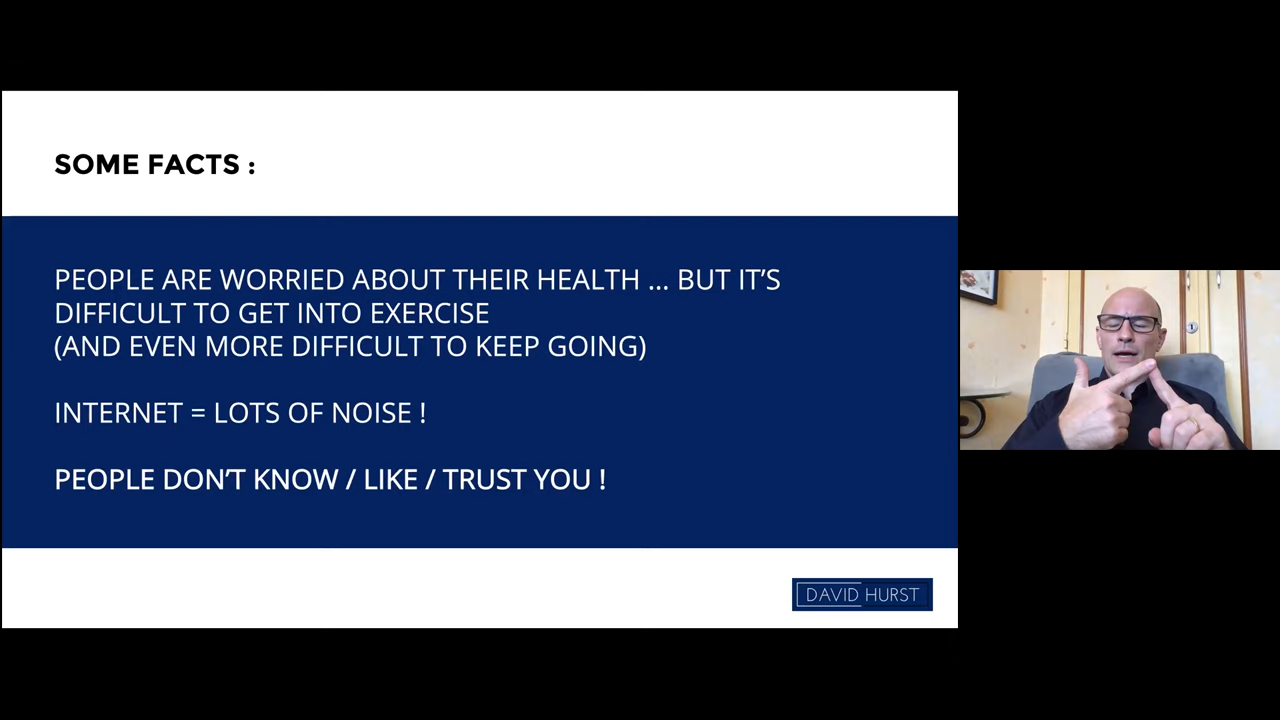 SOME FACTS :
PEOPLE ARE WORRIED ABOUT THEIR HEALTH ... BUT IT’S
DIFFICULT TO GET INTO EXERCISE
(AND EVEN MORE DIFFICULT TO KEEP GOING)
INTERNET = LOTS OF NOISE !
PEOPLE DON’T KNOW / LIKE / TRUST YOU !
DAVID HURST